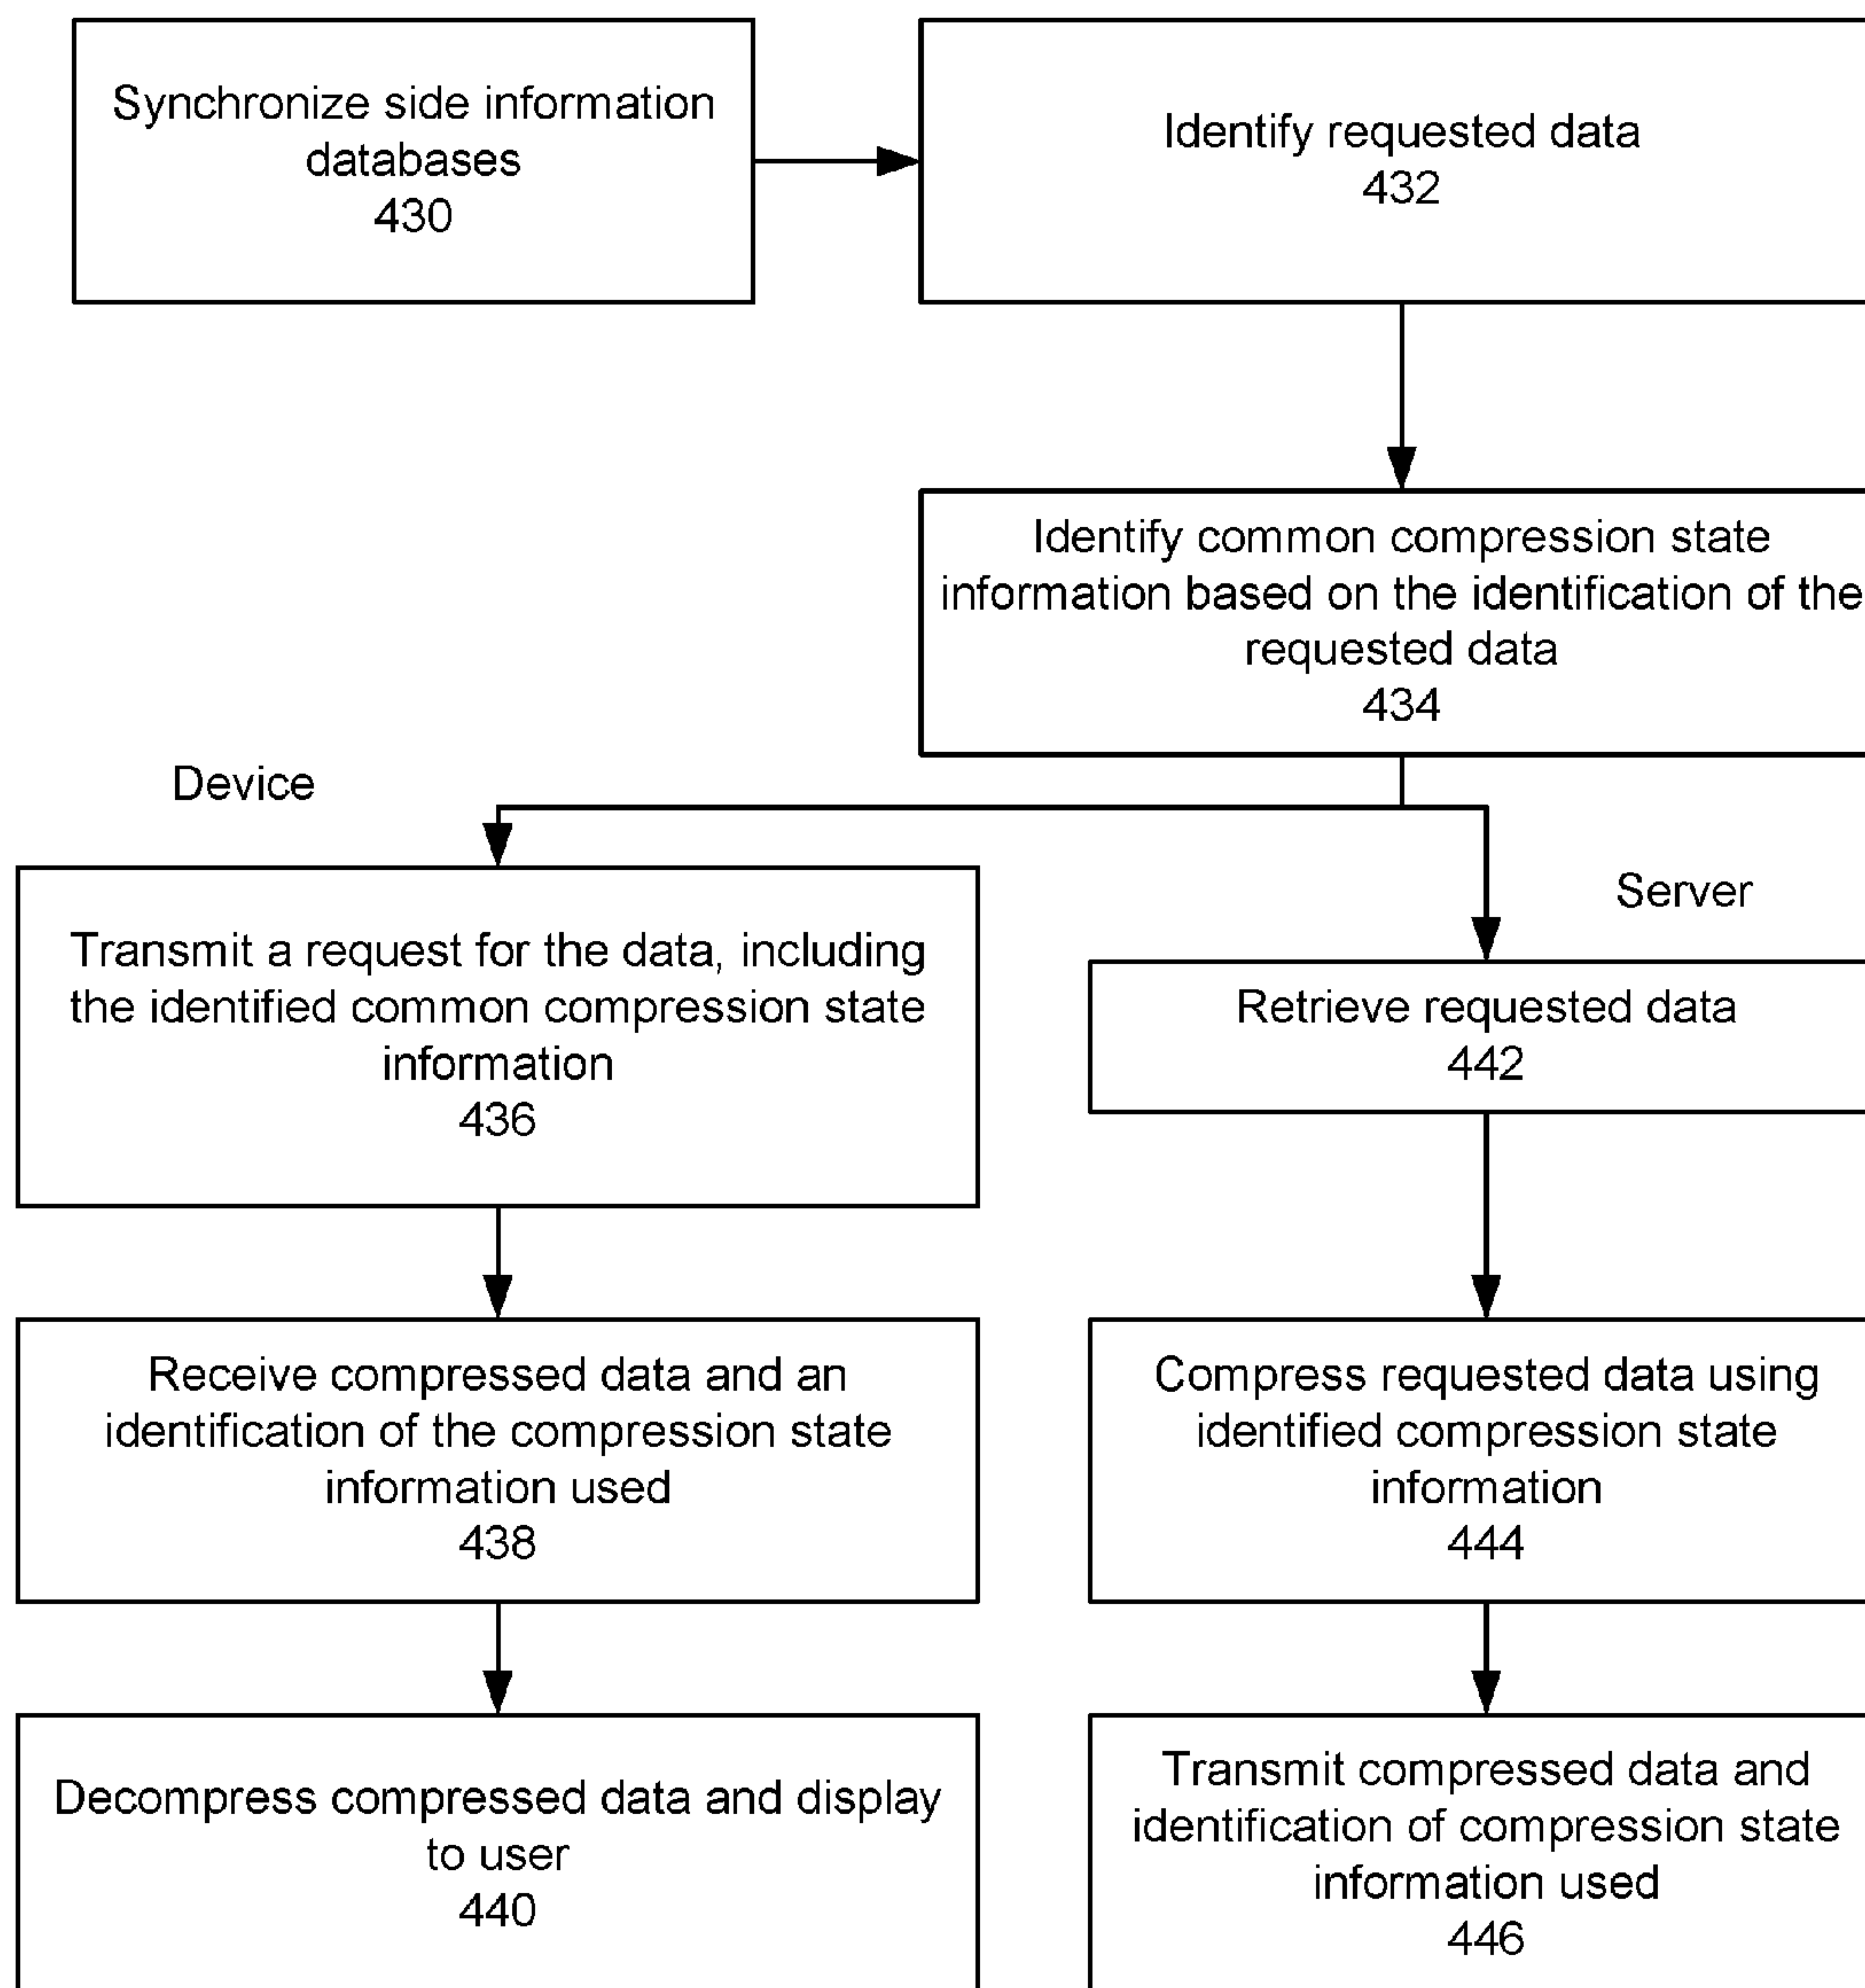 Synchronize side information
databases
430
Identify requested data
432
Identify common compression state
information based on the identification of the
requested data
434
Device
Server
Transmit a request for the data, including
the identified common compression state
information
436
Retrieve requested data
442
Receive compressed data and an
identification of the compression state
information used
438
Compress requested data using
identified compression state
information
444
Decompress compressed data and display
to user
440
Transmit compressed data and
identification of compression state
information used
446